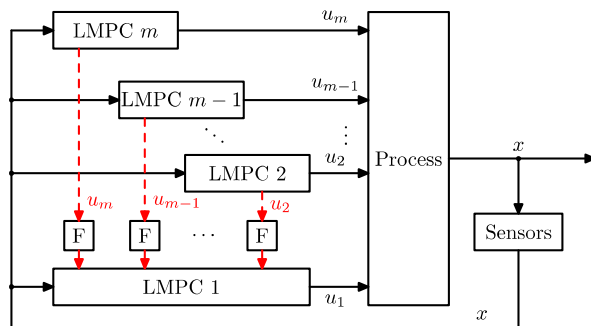 LMPC m
u_m
LMPC m − 1
u_{m−1}
⋱
⋮
LMPC 2
u_2
Process
x
u_m
u_{m−1}
u_2
F
F
⋯
F
Sensors
LMPC 1
u_1
x